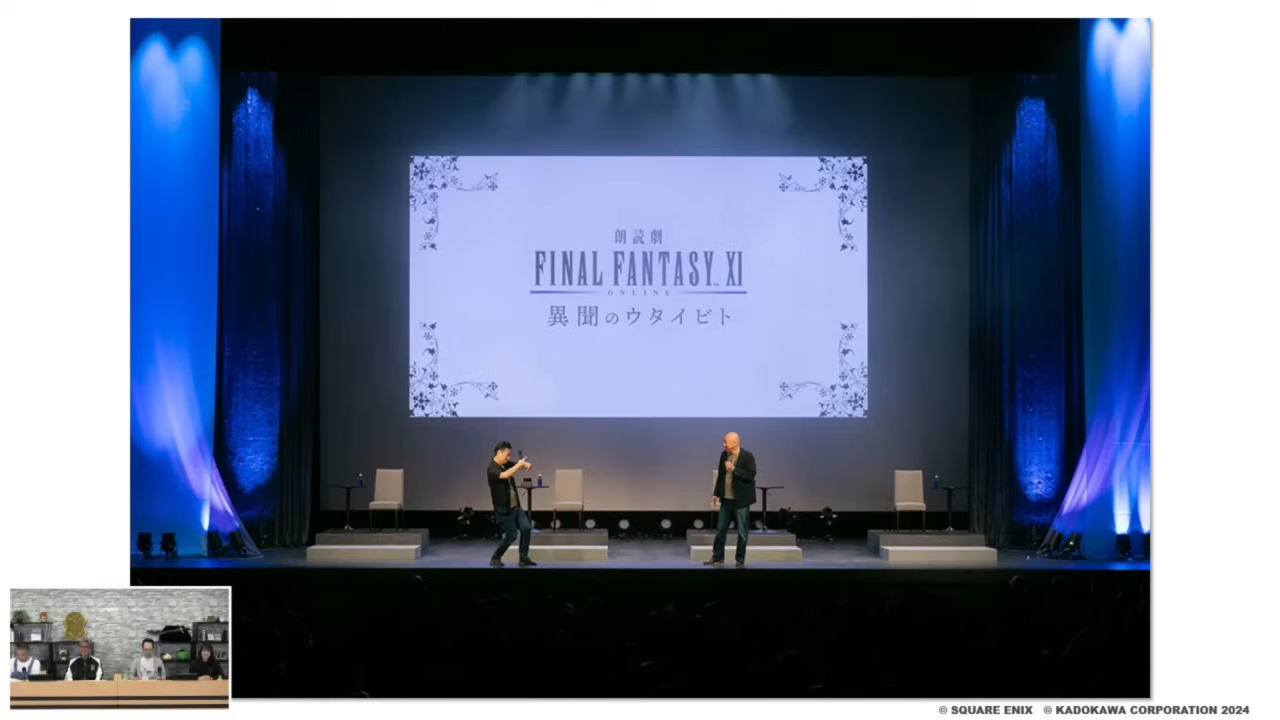 朗読劇
FINAL FANTASY XI
ONLINE
異聞のウタイビト
© SQUARE ENIX © KADOKAWA CORPORATION 2024